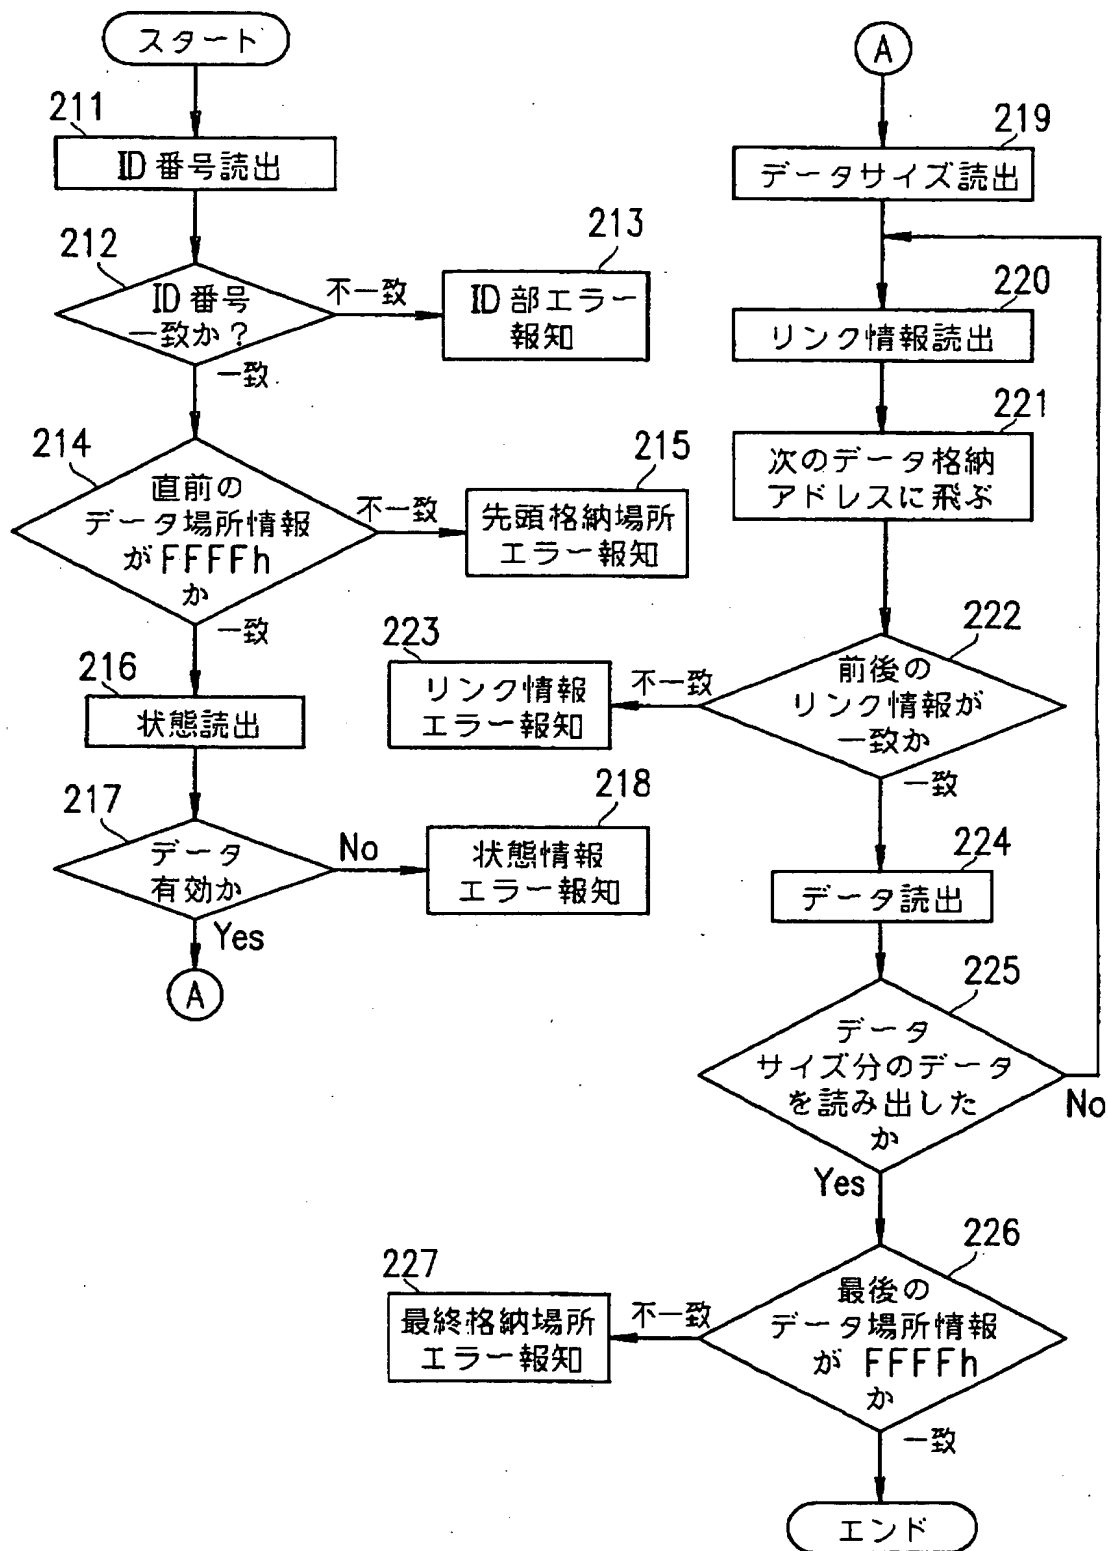 スタート
211
ID番号読出
212
ID番号
一致か?
不一致
213
ID部エラー
報知
一致
214
直前の
データ場所情報
がFFFFh
か
不一致
215
先頭格納場所
エラー報知
一致
216
状態読出
217
データ
有効か
No
218
状態情報
エラー報知
Yes
A
A
219
データサイズ読出
220
リンク情報読出
221
次のデータ格納
アドレスに飛ぶ
222
前後の
リンク情報が
一致か
不一致
223
リンク情報
エラー報知
一致
224
データ読出
225
データ
サイズ分のデータ
を読み出した
か
No
Yes
226
最後の
データ場所情報
が FFFFh
か
不一致
227
最終格納場所
エラー報知
一致
エンド